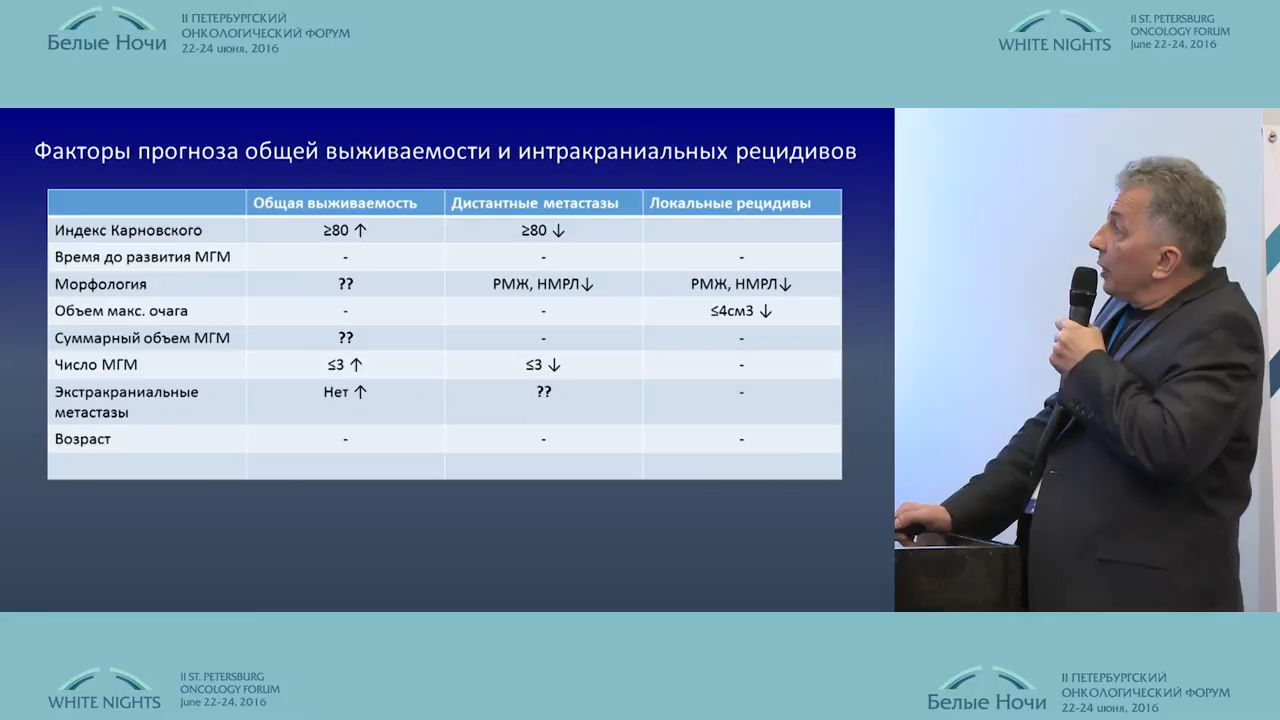 II ПЕТЕРБУРГСКИЙ
ОНКОЛОГИЧЕСКИЙ ФОРУМ
22-24 июня, 2016
Белые Ночи
II ST. PETERSBURG
ONCOLOGY FORUM
June 22-24, 2016
WHITE NIGHTS
Факторы прогноза общей выживаемости и интракраниальных рецидивов
Общая выживаемость Дистантные метастазы Локальные рецидивы
Индекс Карновского ≥80 ↑ ≥80 ↓
Время до развития МГМ - - -
Морфология ?? РМЖ, НМРЛ↓ РМЖ, НМРЛ↓
Объем макс. очага - - ≤4см3 ↓
Суммарный объем МГМ ?? - -
Число МГМ ≤3 ↑ ≤3 ↓ -
Экстракраниальные метастазы Нет ↑ ?? -
Возраст - - -
II ST. PETERSBURG
ONCOLOGY FORUM
June 22-24, 2016
WHITE NIGHTS
II ПЕТЕРБУРГСКИЙ
ОНКОЛОГИЧЕСКИЙ ФОРУМ
22-24 июня, 2016
Белые Ночи